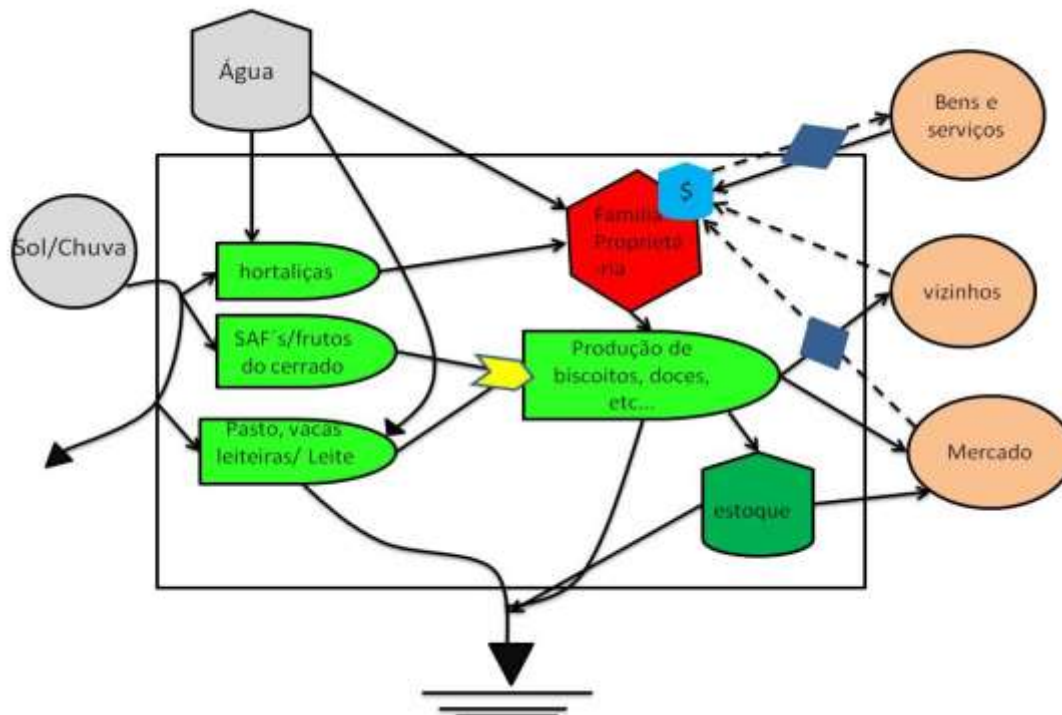 Água
Bens e
serviços
$
Sol/Chuva
Familia
Proprietá
-ria
hortaliças
vizinhos
SAF´s/frutos
do cerrado
Produção de
biscoitos, doces,
etc...
Pasto, vacas
leiteiras/ Leite
Mercado
estoque